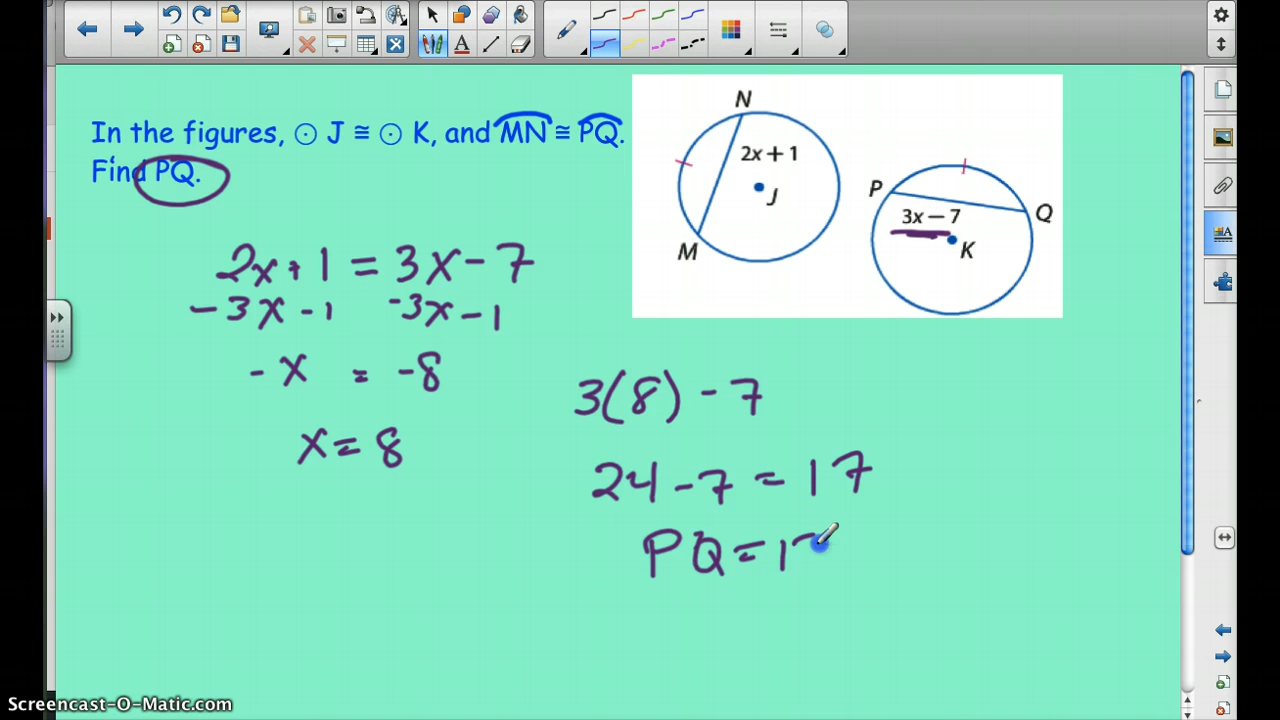 In the figures, ⊙ J ≅ ⊙ K, and MN ≅ PQ.
Find PQ.
N
2x + 1
J
M
P
Q
3x − 7
K
2x + 1 = 3x - 7
- 3x - 1 -3x - 1
- x = -8
x = 8
3(8) - 7
24 - 7 = 17
PQ = 17
Screencast-O-Matic.com